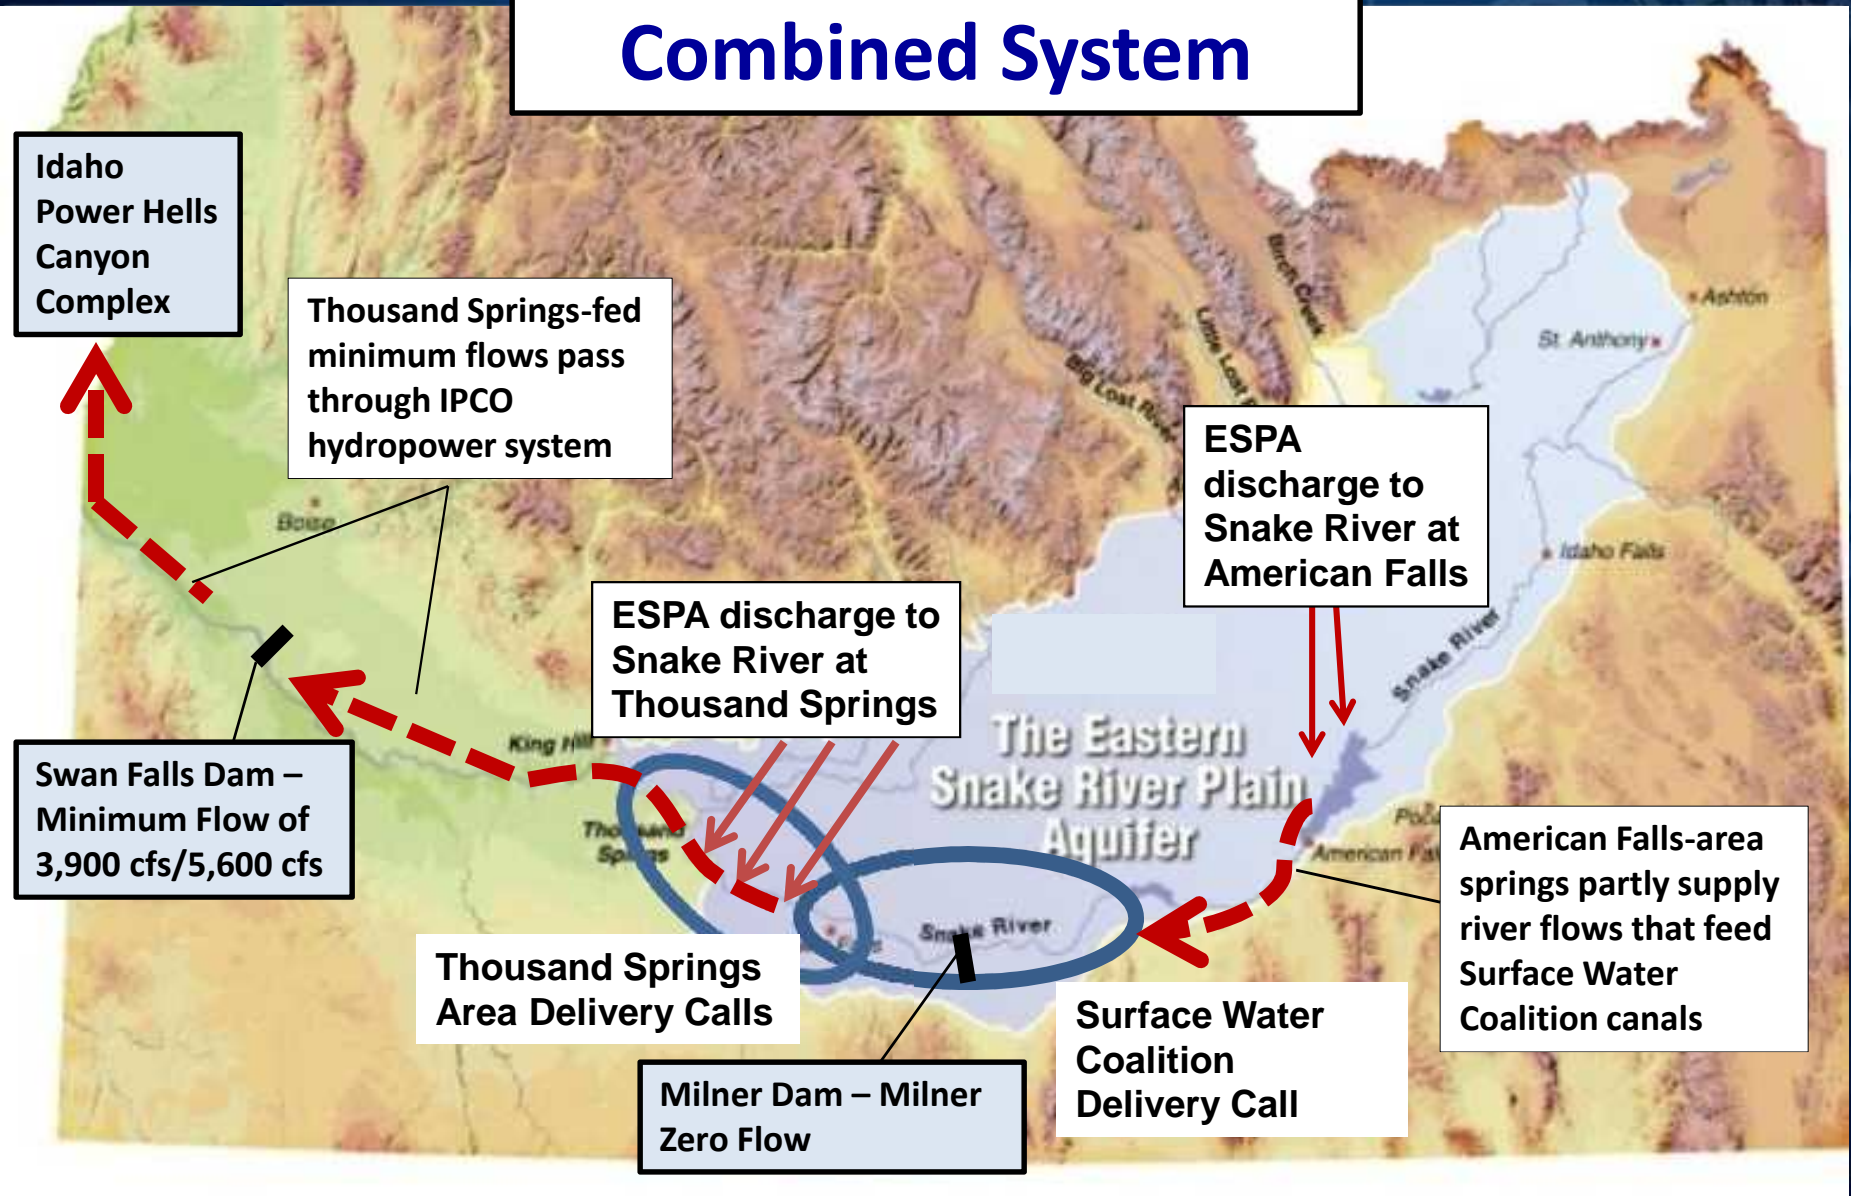 Combined System
Idaho
Power Hells
Canyon
Complex
Thousand Springs-fed
minimum flows pass
through IPCO
hydropower system
Birch Creek
Little Lost
Big Lost River
Ashton
St. Anthony
ESPA
discharge to
Snake River at
American Falls
Boise
Idaho Falls
ESPA discharge to
Snake River at
Thousand Springs
Snake River
King Hill
The Eastern
Snake River Plain
Aquifer
Swan Falls Dam –
Minimum Flow of
3,900 cfs/5,600 cfs
Thousand
Springs
American
American Falls-area
springs partly supply
river flows that feed
Surface Water
Coalition canals
Snake River
Thousand Springs
Area Delivery Calls
Surface Water
Coalition
Delivery Call
Milner Dam – Milner
Zero Flow